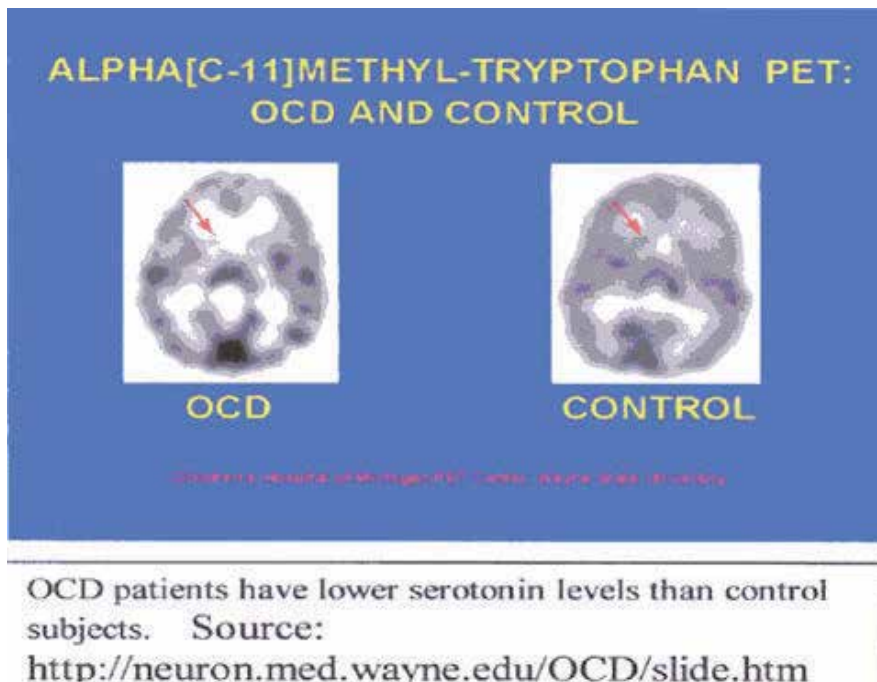 ALPHA[C-11]METHYL-TRYPTOPHAN PET:
OCD AND CONTROL
OCD
CONTROL
OCD patients have lower serotonin levels than control
subjects. Source:
http://neuron.med.wayne.edu/OCD/slide.htm